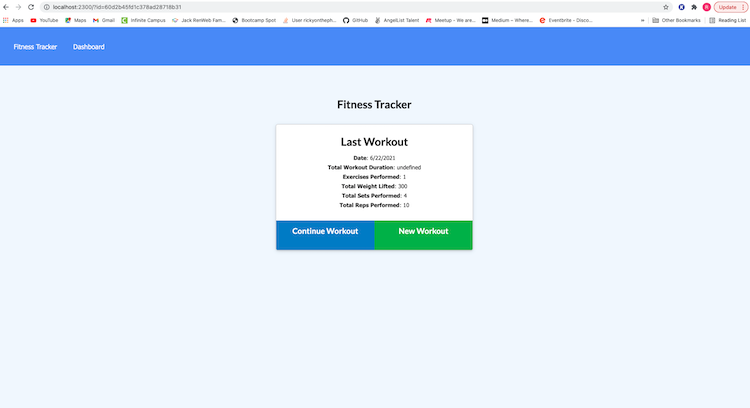 localhost:2300/?id=60d2b45fd1c378ad28718b31
R
Update
Apps YouTube Maps Gmail Infinite Campus Jack RenWeb Fam... Bootcamp Spot User rickyontheph... GitHub AngelList Talent Meetup - We are... Medium – Where... Eventbrite - Disco... » Other Bookmarks Reading List
Fitness Tracker Dashboard
Fitness Tracker
Last Workout
Date: 6/22/2021
Total Workout Duration: undefined
Exercises Performed: 1
Total Weight Lifted: 300
Total Sets Performed: 4
Total Reps Performed: 10
Continue Workout New Workout